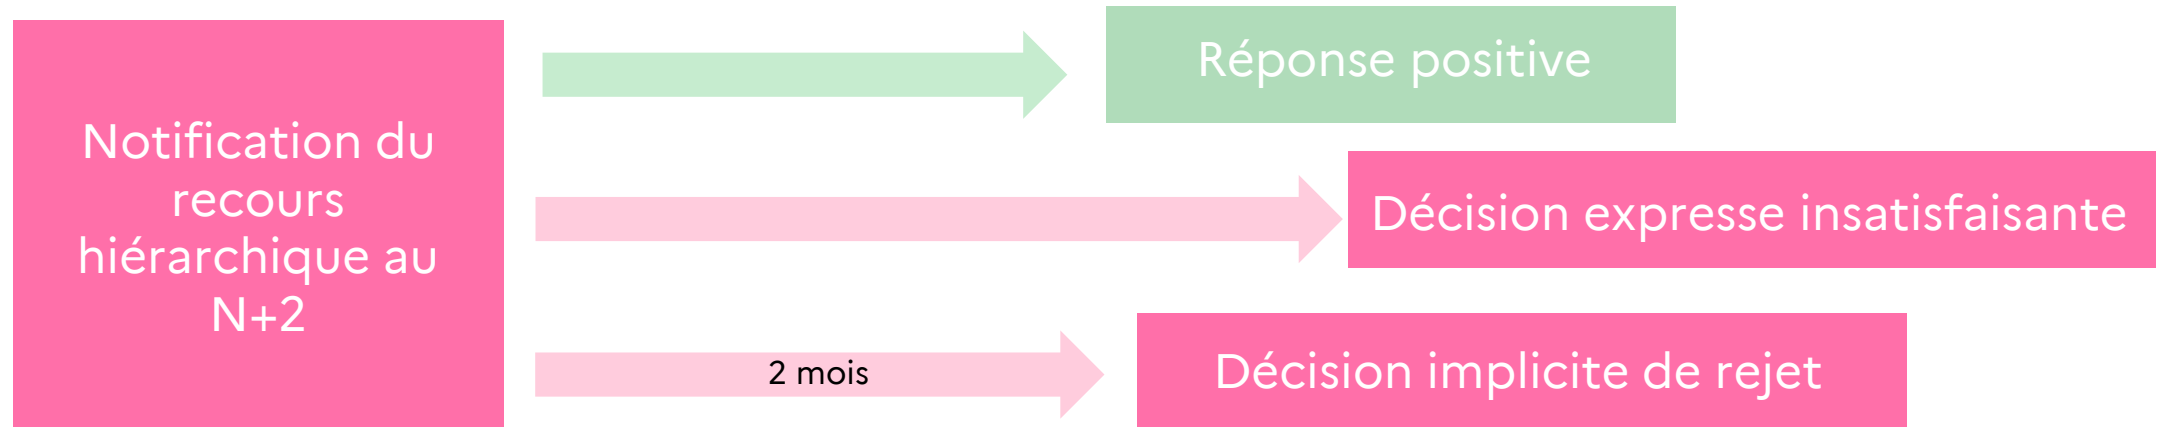 Notification du
recours
hiérarchique au
N+2
Réponse positive
Décision expresse insatisfaisante
2 mois
Décision implicite de rejet